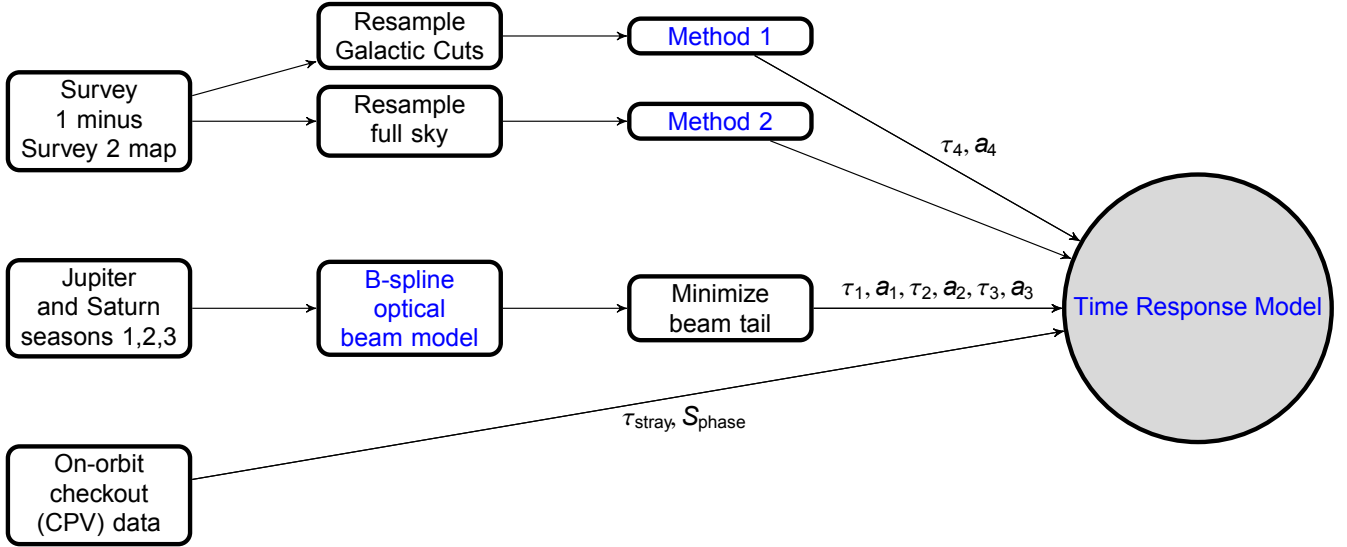 Survey
1 minus
Survey 2 map
Resample
Galactic Cuts
Method 1
Resample
full sky
Method 2
τ₄, a₄
Jupiter
and Saturn
seasons 1,2,3
B-spline
optical
beam model
Minimize
beam tail
τ₁, a₁, τ₂, a₂, τ₃, a₃
Time Response Model
τstray, Sphase
On-orbit
checkout
(CPV) data